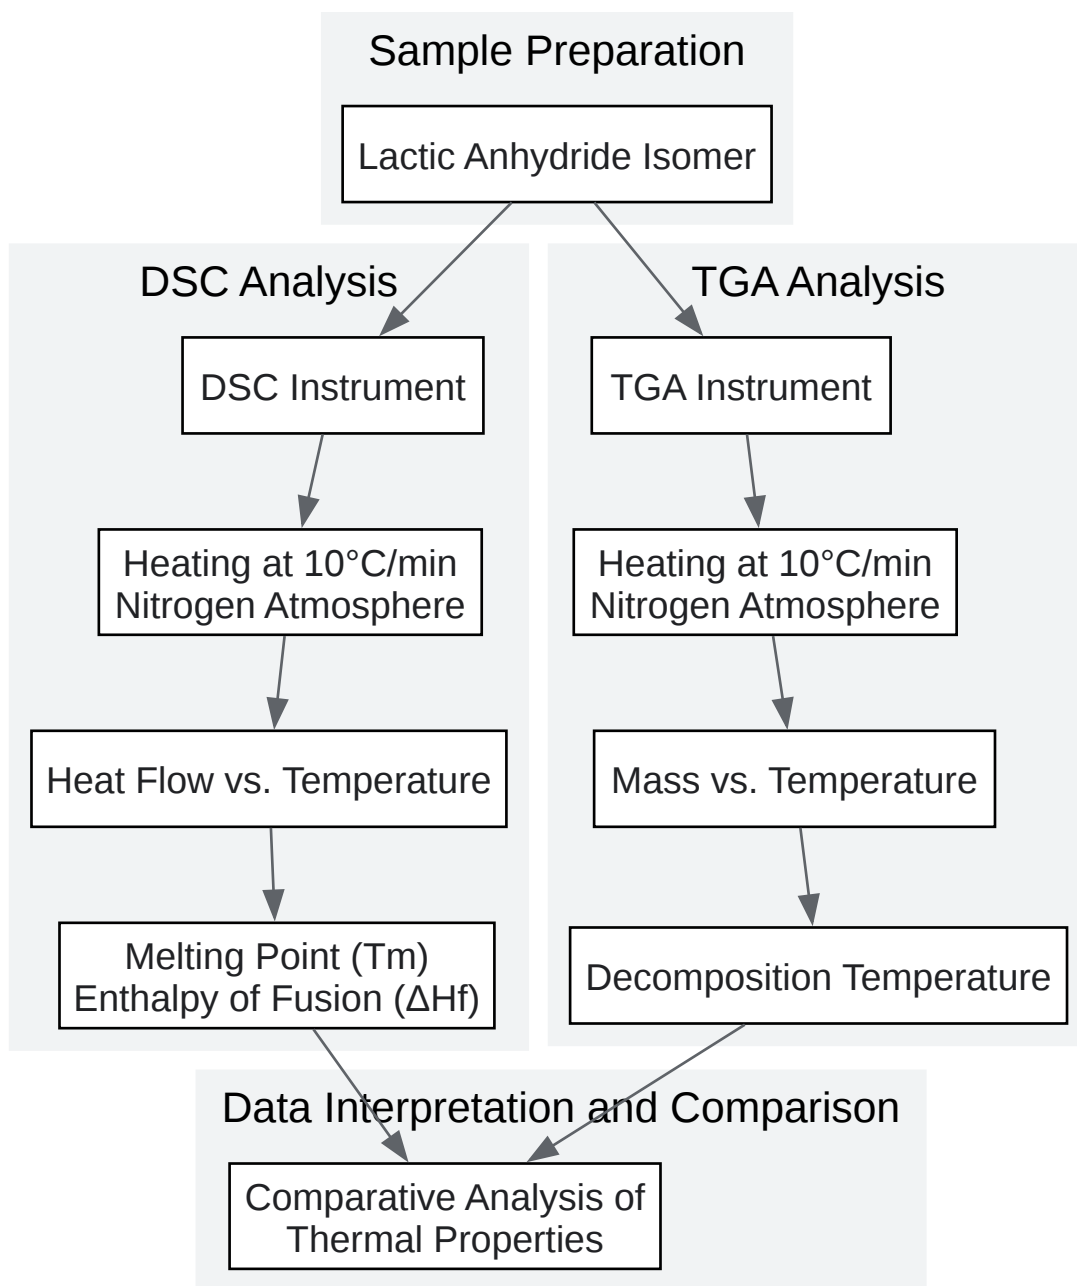 Sample Preparation
Lactic Anhydride Isomer
DSC Analysis
DSC Instrument
Heating at 10°C/min
Nitrogen Atmosphere
Heat Flow vs. Temperature
Melting Point (Tm)
Enthalpy of Fusion (ΔHf)
TGA Analysis
TGA Instrument
Heating at 10°C/min
Nitrogen Atmosphere
Mass vs. Temperature
Decomposition Temperature
Data Interpretation and Comparison
Comparative Analysis of
Thermal Properties